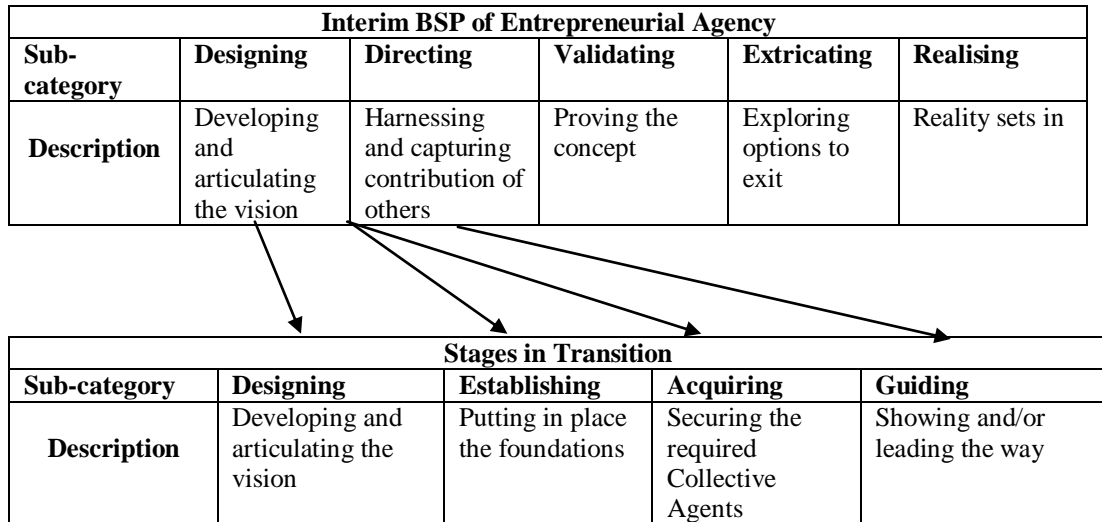 Interim BSP of Entrepreneurial Agency
Sub-category Designing Directing Validating Extricating Realising
Description Developing and articulating the vision Harnessing and capturing contribution of others Proving the concept Exploring options to exit Reality sets in
Stages in Transition
Sub-category Designing Establishing Acquiring Guiding
Description Developing and articulating the vision Putting in place the foundations Securing the required Collective Agents Showing and/or leading the way